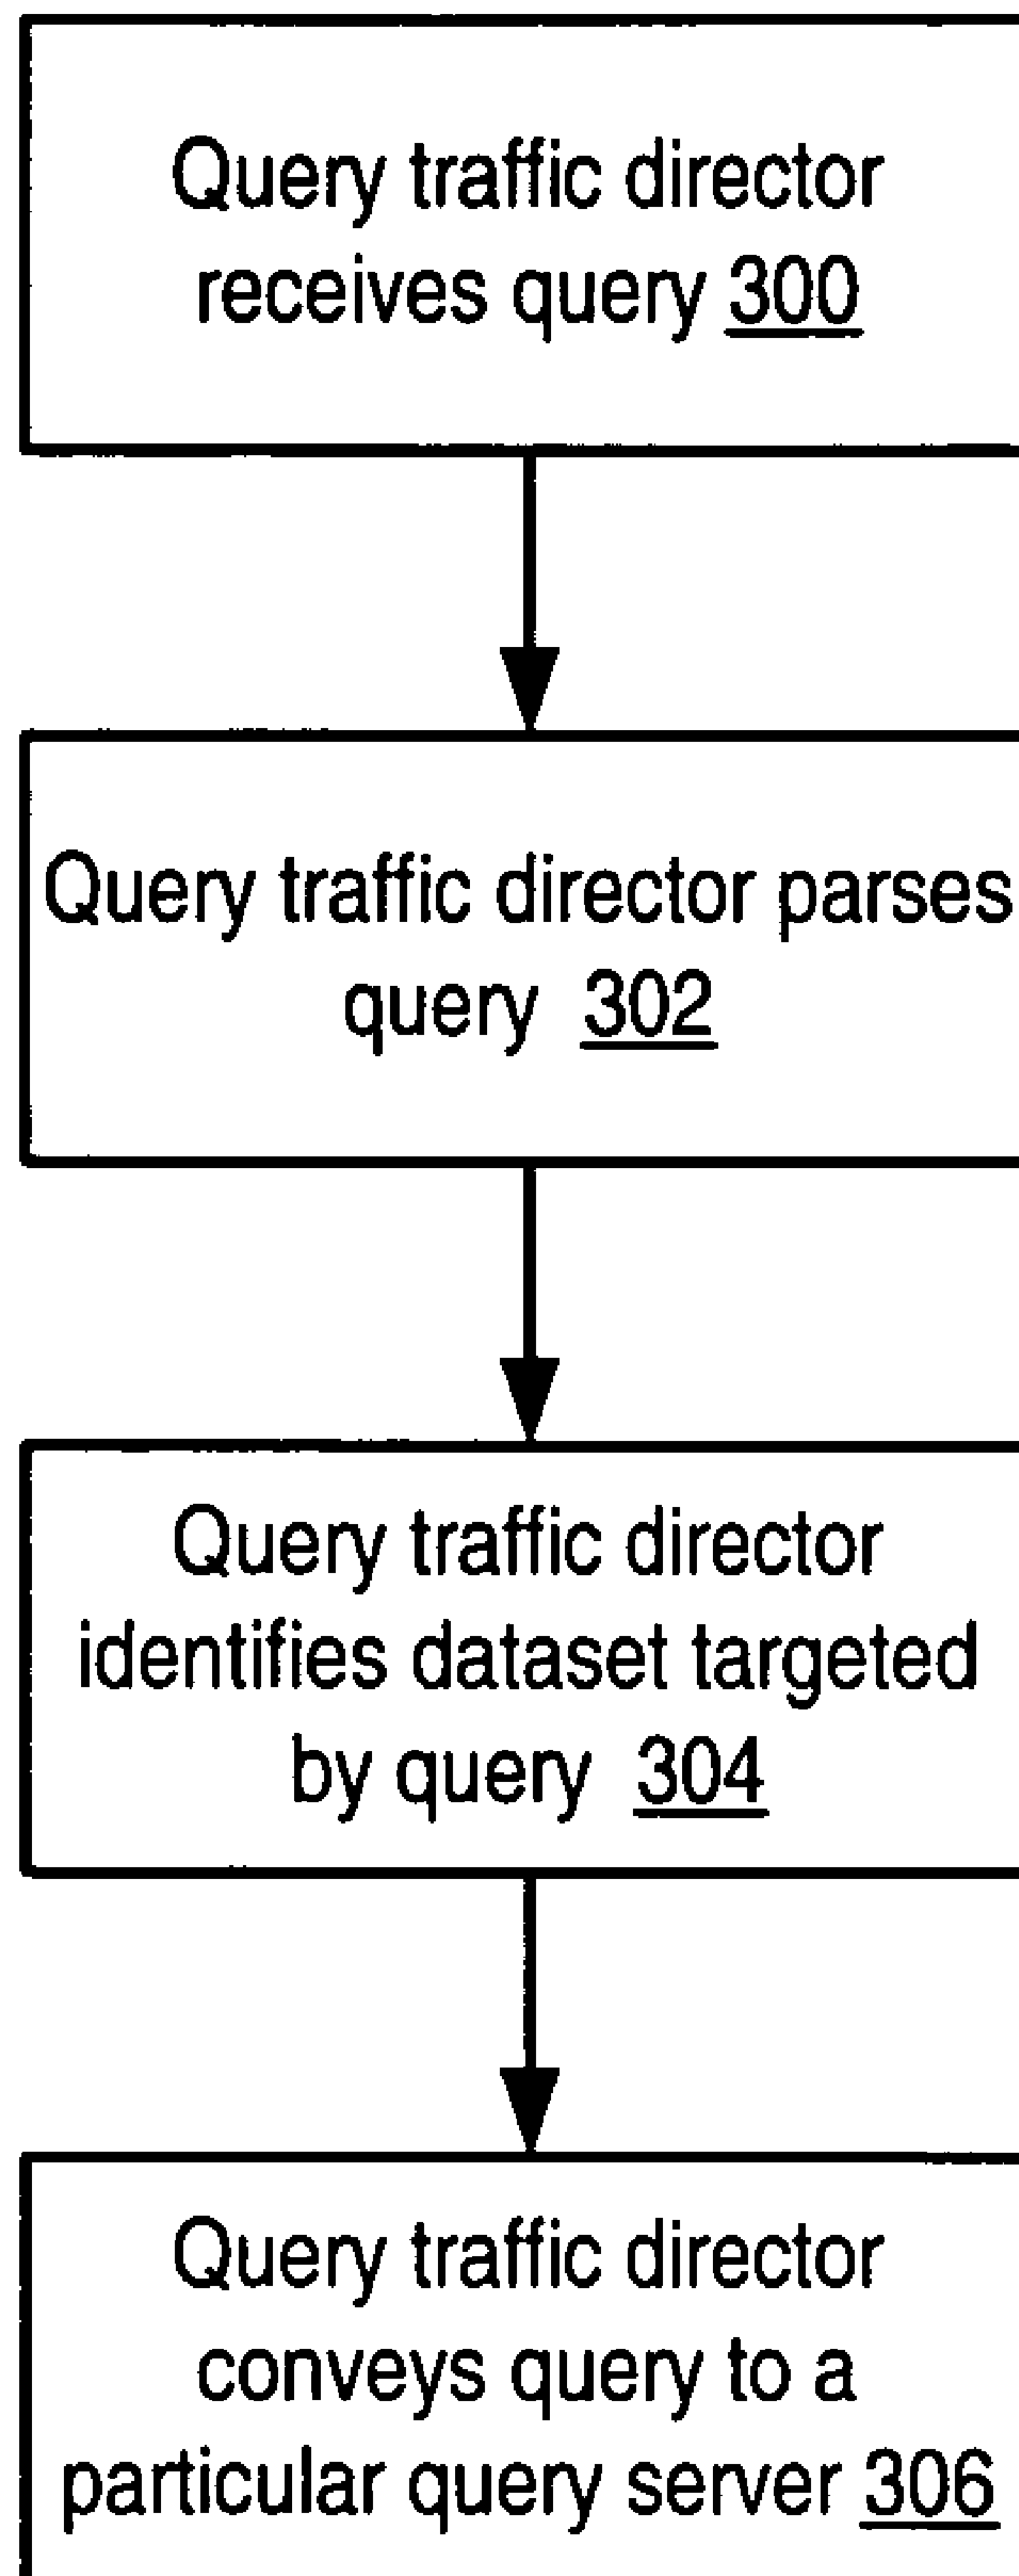 Query traffic director
receives query 300
Query traffic director parses
query 302
Query traffic director
identifies dataset targeted
by query 304
Query traffic director
conveys query to a
particular query server 306